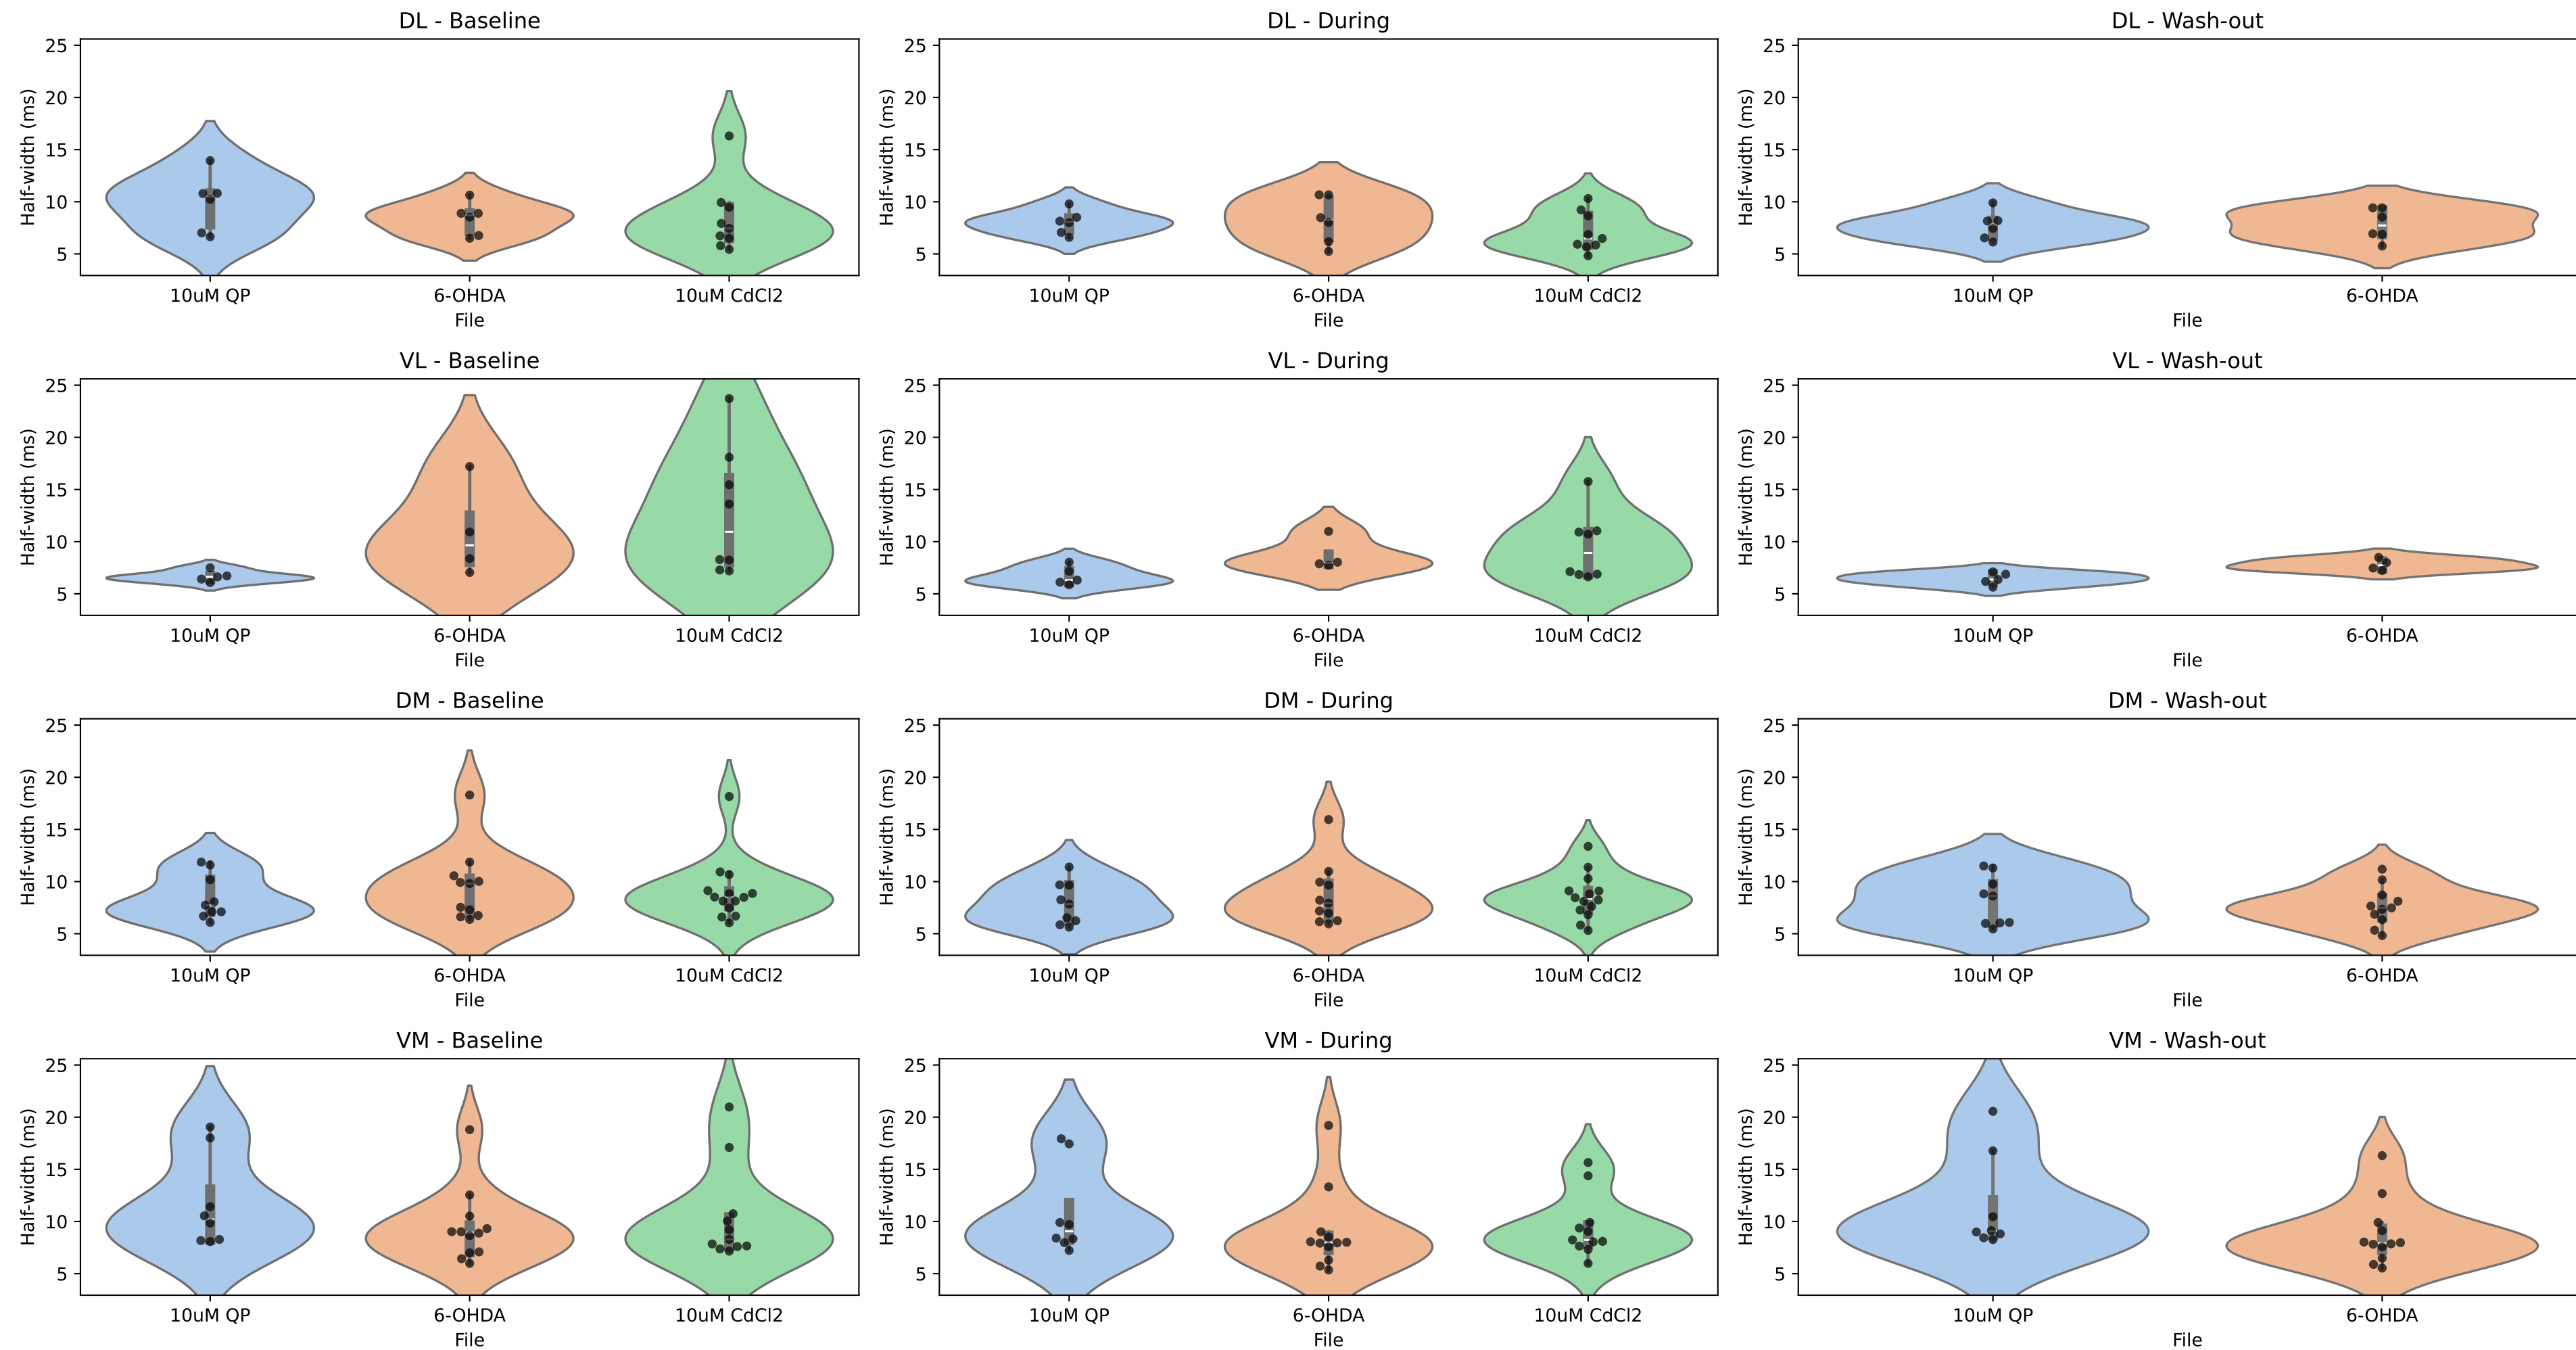 DL - Baseline
DL - During
DL - Wash-out
Half-width (ms)
25
20
15
10
5
10uM QP
6-OHDA
10uM CdCl2
File
Half-width (ms)
25
20
15
10
5
10uM QP
6-OHDA
10uM CdCl2
File
Half-width (ms)
25
20
15
10
5
10uM QP
6-OHDA
File
VL - Baseline
VL - During
VL - Wash-out
Half-width (ms)
25
20
15
10
5
10uM QP
6-OHDA
10uM CdCl2
File
Half-width (ms)
25
20
15
10
5
10uM QP
6-OHDA
10uM CdCl2
File
Half-width (ms)
25
20
15
10
5
10uM QP
6-OHDA
File
DM - Baseline
DM - During
DM - Wash-out
Half-width (ms)
25
20
15
10
5
10uM QP
6-OHDA
10uM CdCl2
File
Half-width (ms)
25
20
15
10
5
10uM QP
6-OHDA
10uM CdCl2
File
Half-width (ms)
25
20
15
10
5
10uM QP
6-OHDA
File
VM - Baseline
VM - During
VM - Wash-out
Half-width (ms)
25
20
15
10
5
10uM QP
6-OHDA
10uM CdCl2
File
Half-width (ms)
25
20
15
10
5
10uM QP
6-OHDA
10uM CdCl2
File
Half-width (ms)
25
20
15
10
5
10uM QP
6-OHDA
File